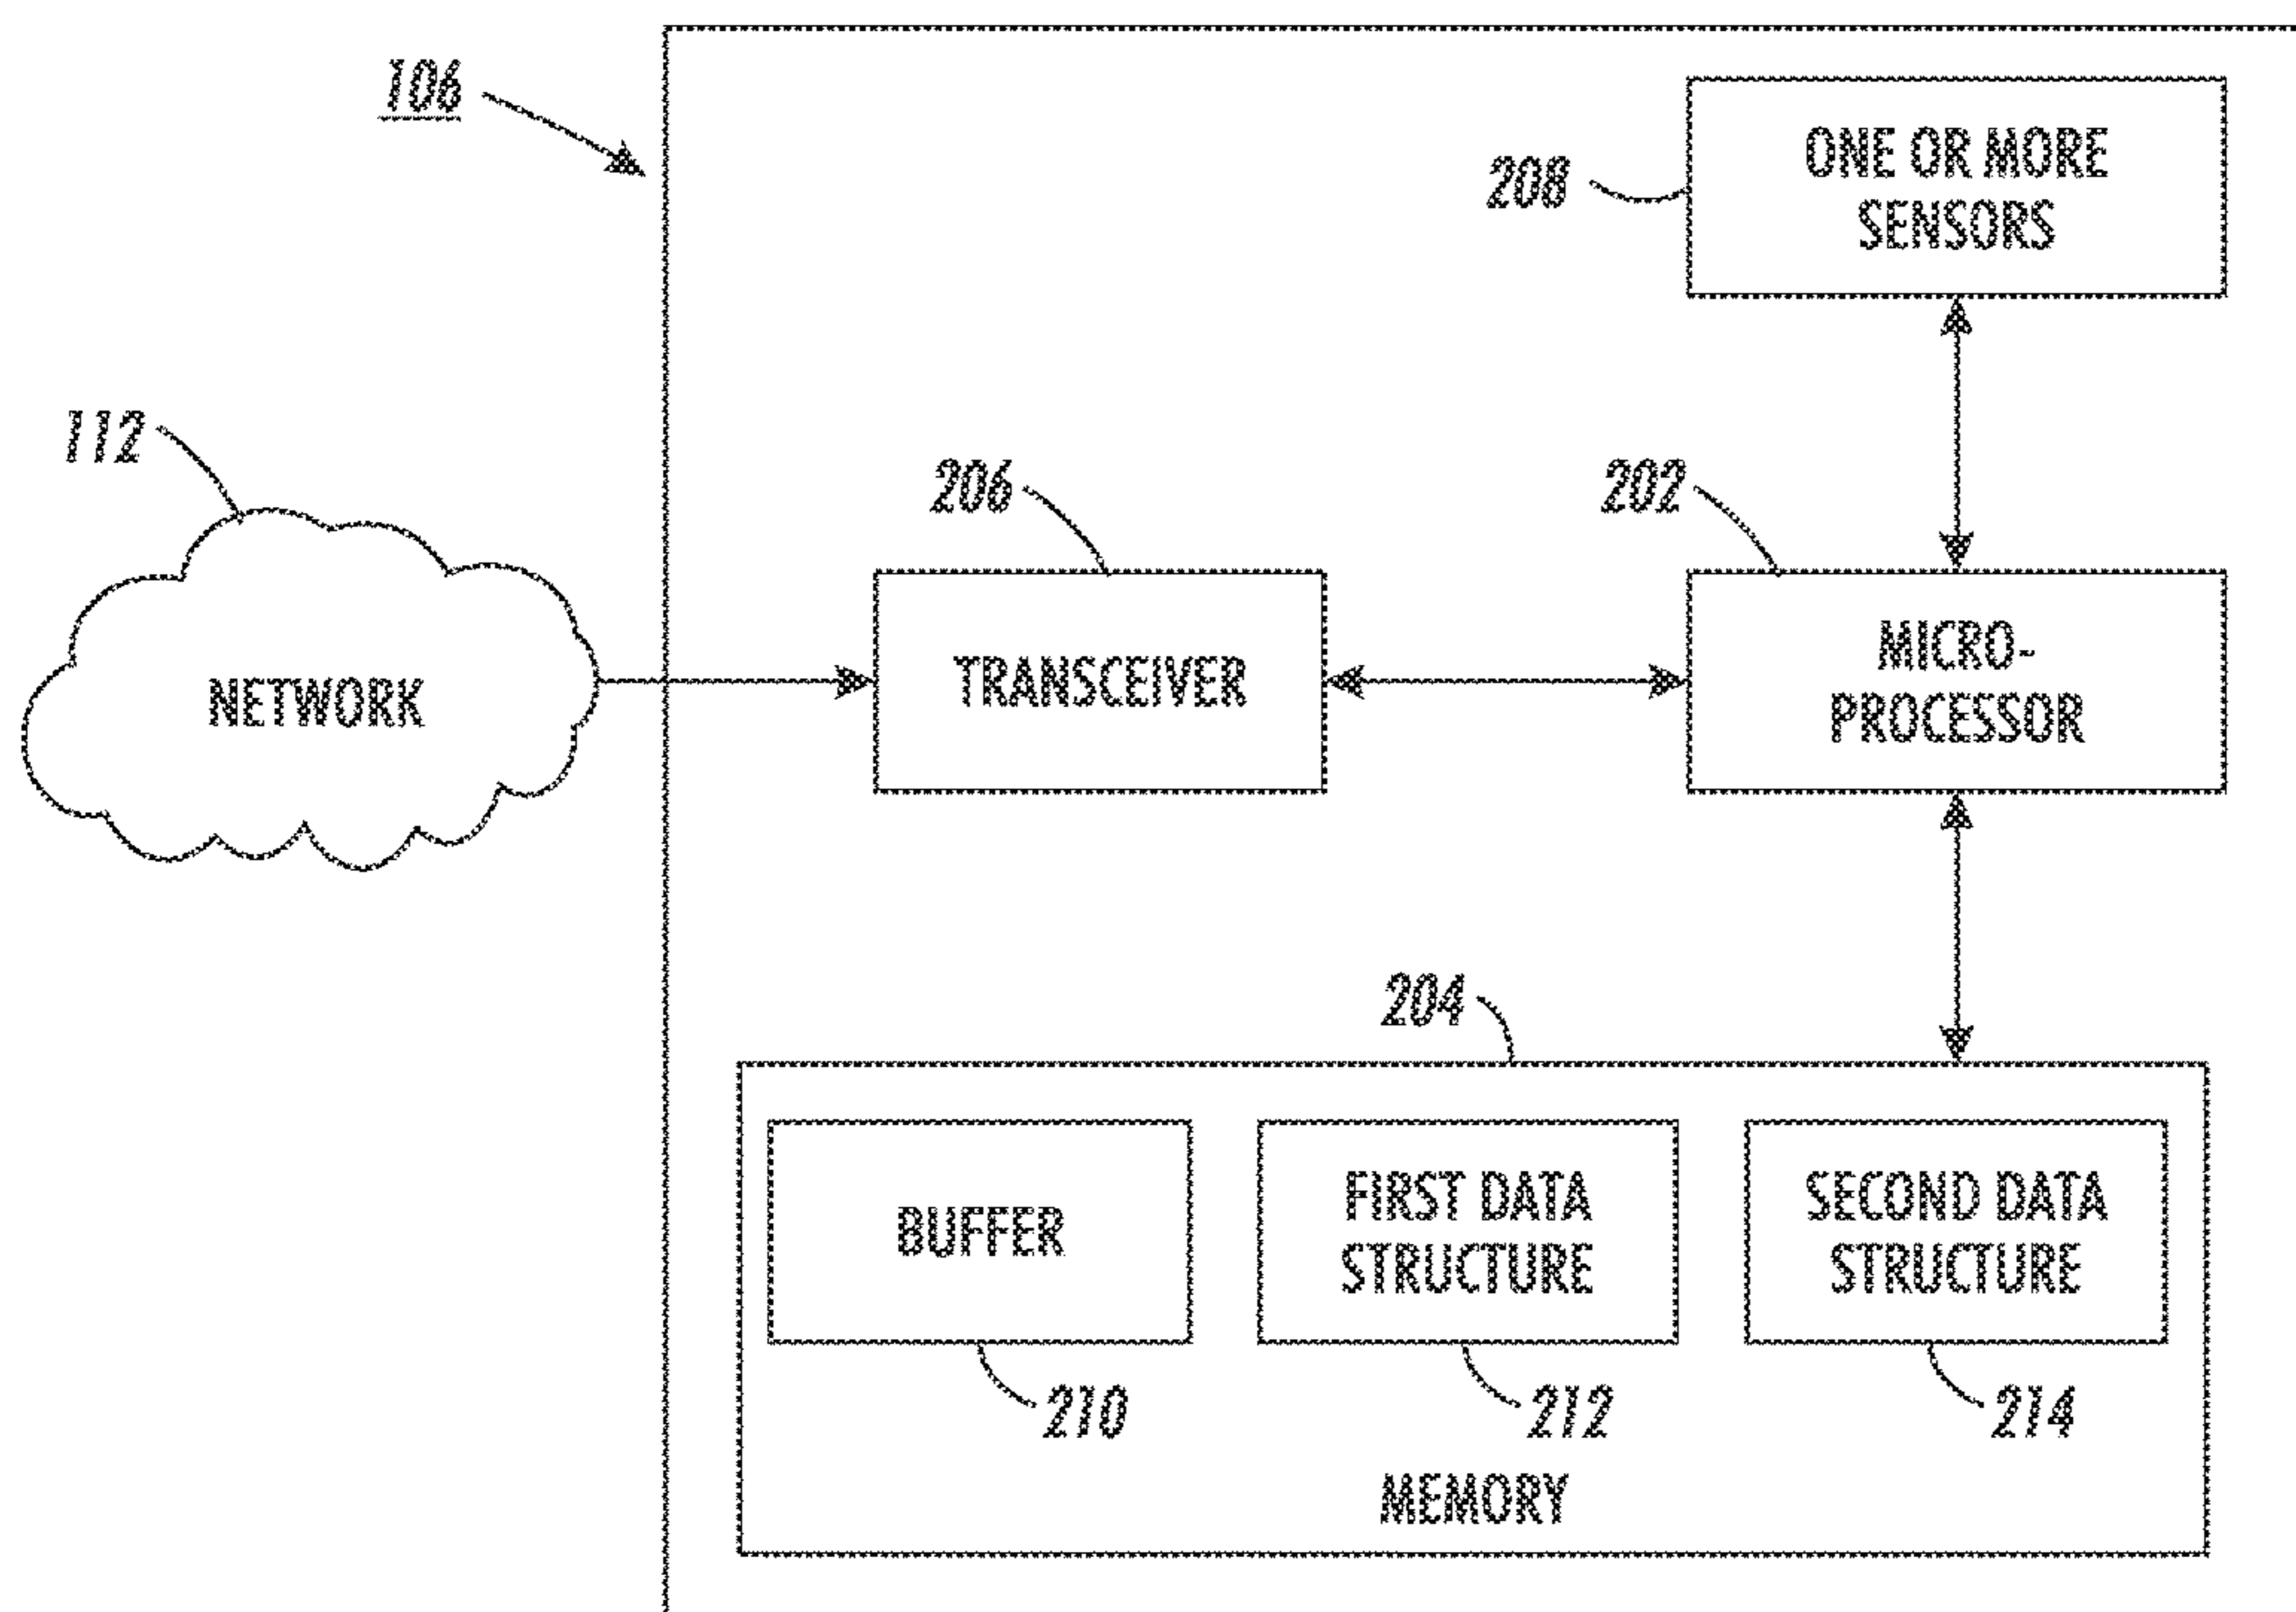 106
208
ONE OR MORE
SENSORS
112
206
202
NETWORK
TRANSCEIVER
MICRO-
PROCESSOR
204
BUFFER
FIRST DATA
STRUCTURE
SECOND DATA
STRUCTURE
210
212
214
MEMORY